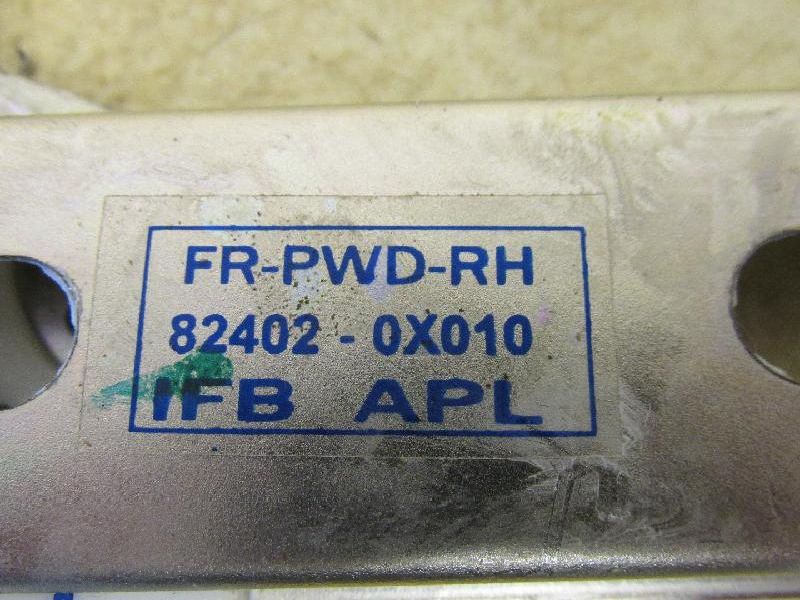 FR-PWD-RH
82402 - 0X010
IFB APL